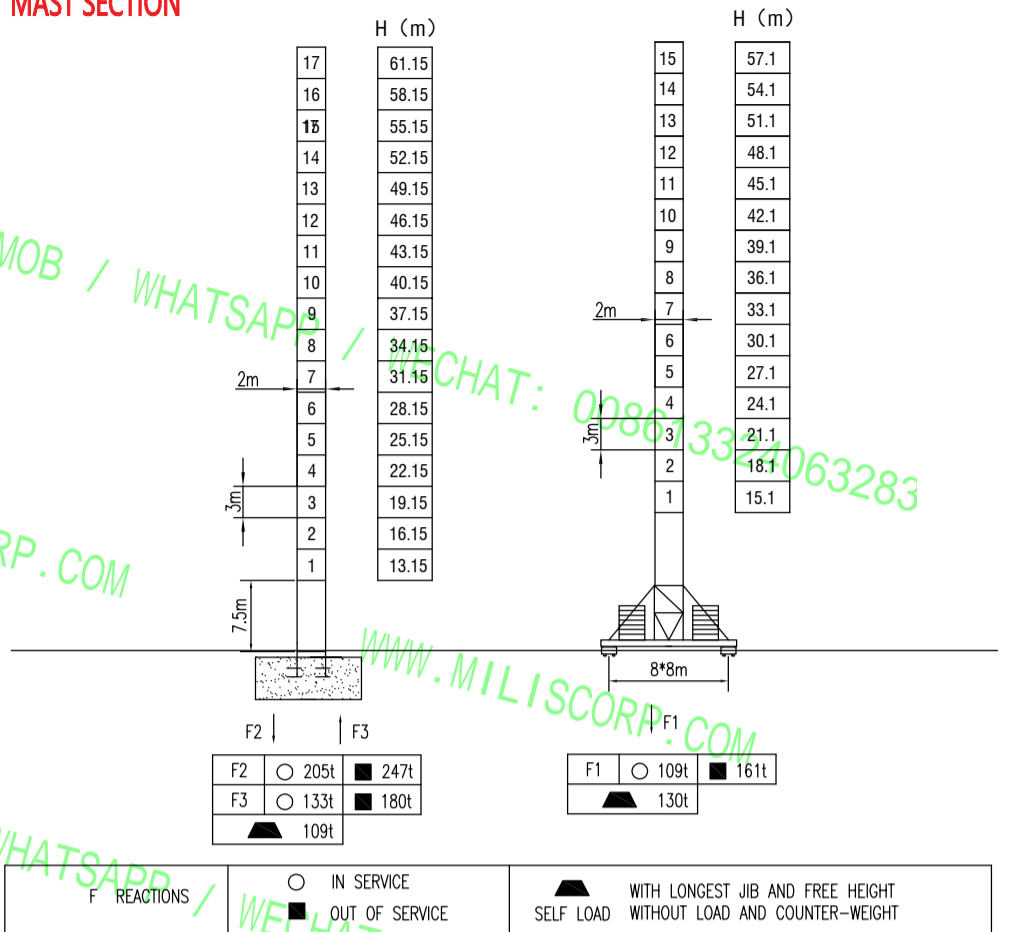 MAST SECTION
H (m)
17 61.15
16 58.15
15 55.15
14 52.15
13 49.15
12 46.15
11 43.15
10 40.15
9 37.15
8 34.15
7 31.15
6 28.15
5 25.15
4 22.15
3 19.15
2 16.15
1 13.15
2m
3m
7.5m
F2 F3
F2 205t 247t
F3 133t 180t
109t
H (m)
15 57.1
14 54.1
13 51.1
12 48.1
11 45.1
10 42.1
9 39.1
8 36.1
7 33.1
6 30.1
5 27.1
4 24.1
3 21.1
2 18.1
1 15.1
2m
3m
8*8m
F1
F1 109t 161t
130t
F REACTIONS
IN SERVICE
OUT OF SERVICE
SELF LOAD
WITH LONGEST JIB AND FREE HEIGHT
WITHOUT LOAD AND COUNTER-WEIGHT
MOB / WHATSAPP / WECHAT: 008613324063283
RP.COM
WWW.MILISCORP.COM
WHATSAPP / WECHAT